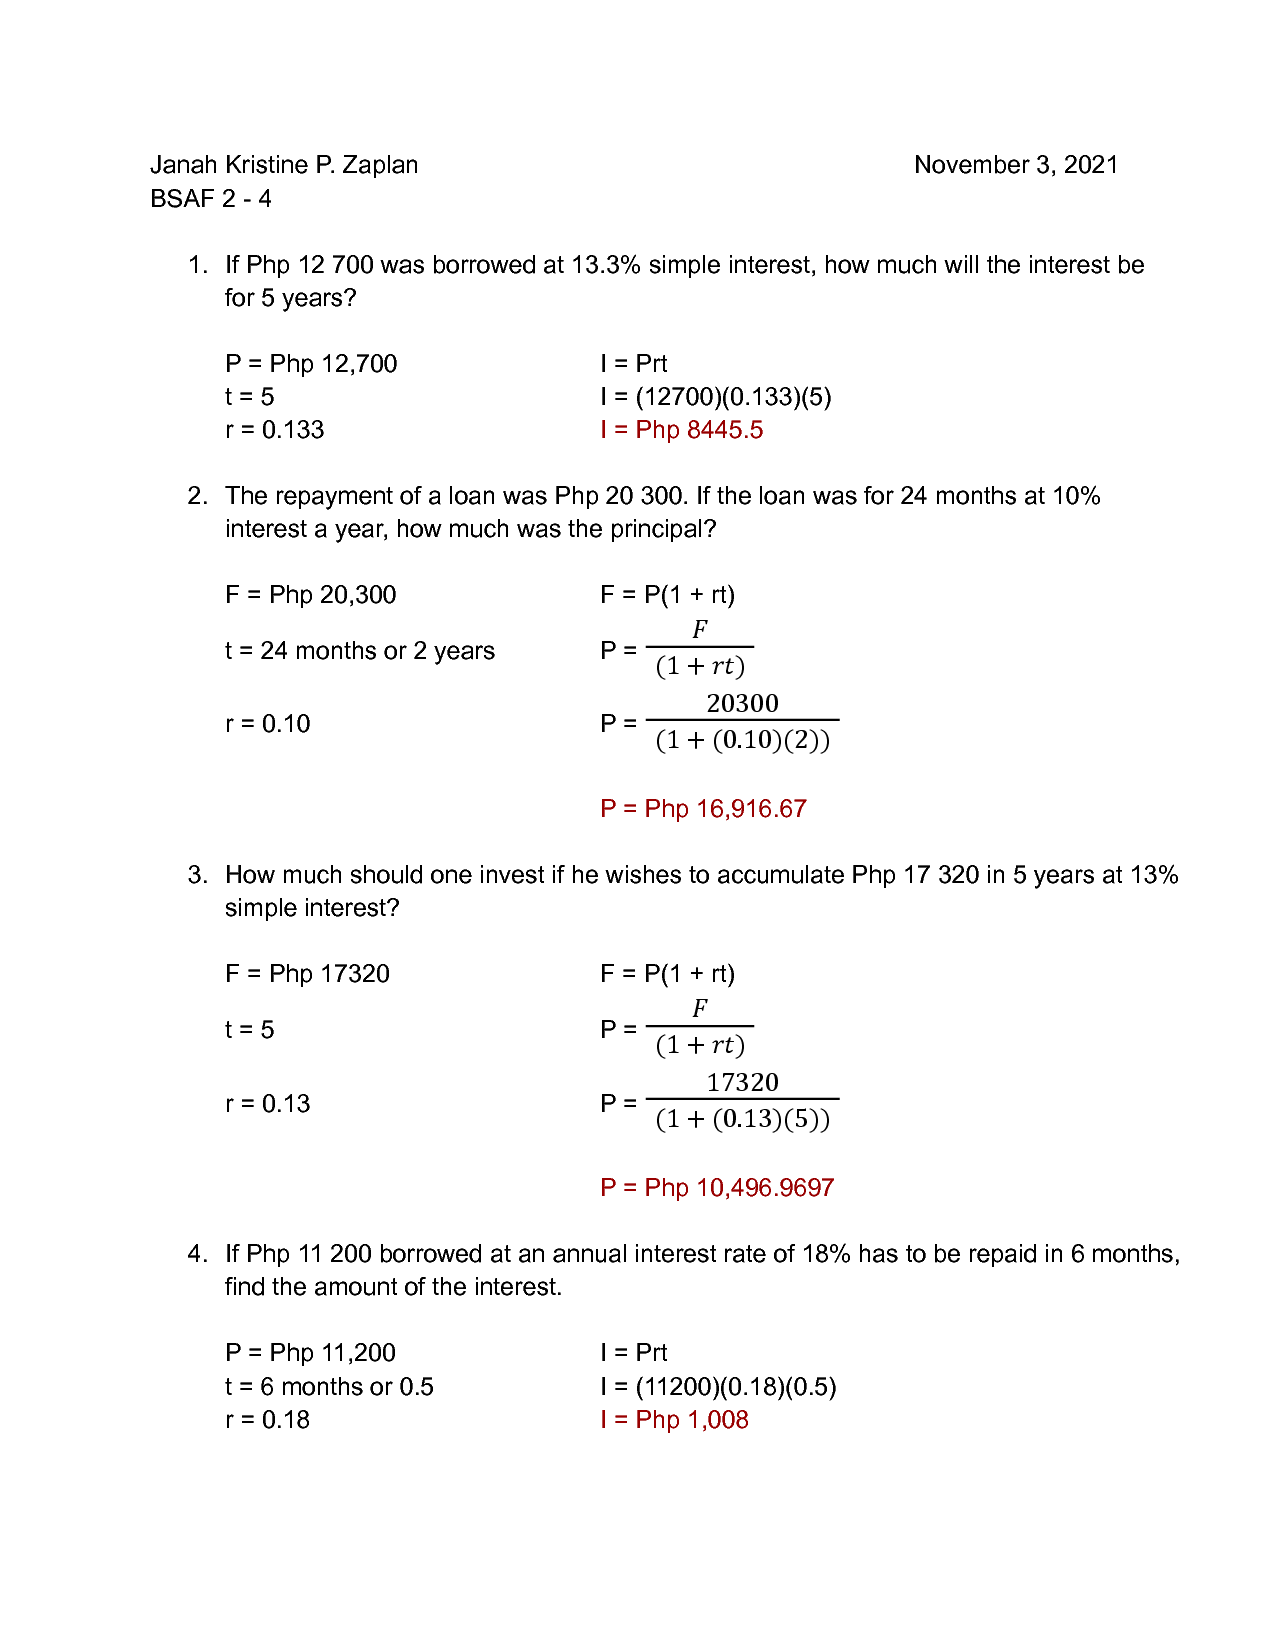 Janah Kristine P. Zaplan November 3, 2021
BSAF 2 - 4
1. If Php 12 700 was borrowed at 13.3% simple interest, how much will the interest be
for 5 years?
P = Php 12,700 I = Prt
t = 5 I = (12700)(0.133)(5)
r = 0.133 I = Php 8445.5
2. The repayment of a loan was Php 20 300. If the loan was for 24 months at 10%
interest a year, how much was the principal?
F = Php 20,300 F = P(1 + rt)
t = 24 months or 2 years P = F / (1 + rt)
r = 0.10 P = 20300 / (1 + (0.10)(2))
P = Php 16,916.67
3. How much should one invest if he wishes to accumulate Php 17 320 in 5 years at 13%
simple interest?
F = Php 17320 F = P(1 + rt)
t = 5 P = F / (1 + rt)
r = 0.13 P = 17320 / (1 + (0.13)(5))
P = Php 10,496.9697
4. If Php 11 200 borrowed at an annual interest rate of 18% has to be repaid in 6 months,
find the amount of the interest.
P = Php 11,200 I = Prt
t = 6 months or 0.5 I = (11200)(0.18)(0.5)
r = 0.18 I = Php 1,008